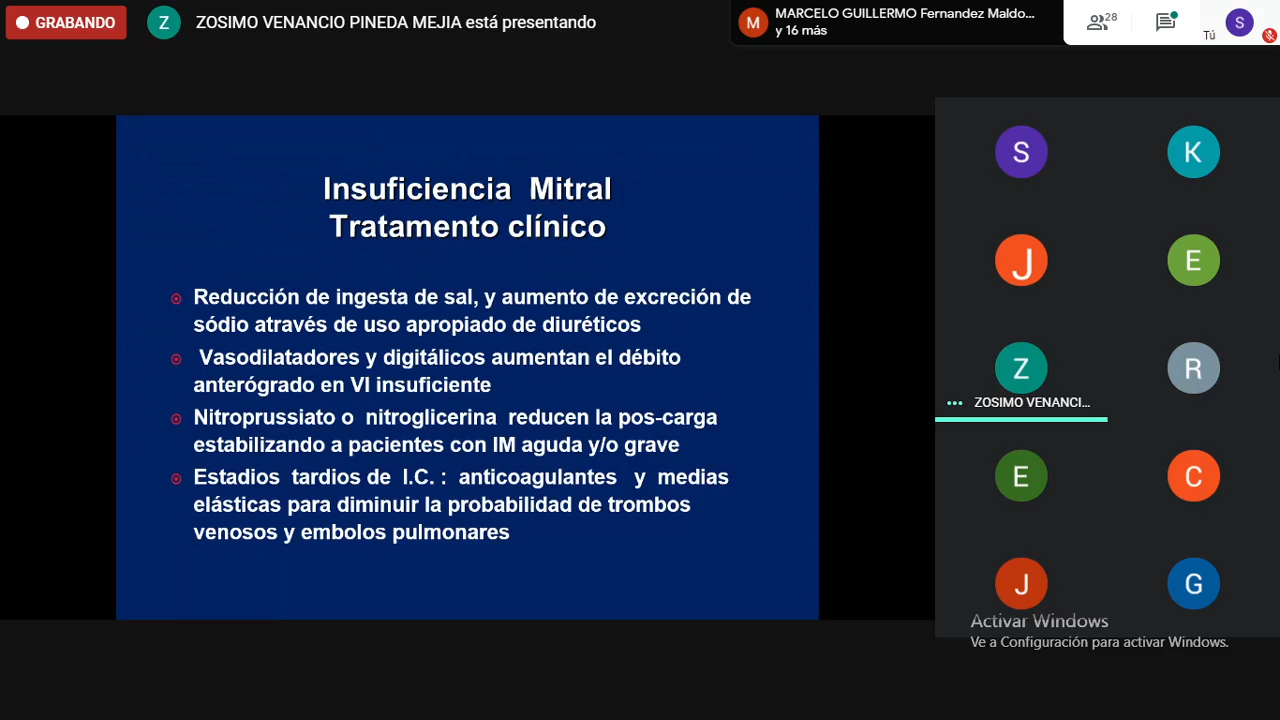 GRABANDO
Z
ZOSIMO VENANCIO PINEDA MEJIA está presentando
M
MARCELO GUILLERMO Fernandez Maldo...
y 16 más
28
Tú
S
Insuficiencia Mitral
Tratamento clínico
Reducción de ingesta de sal, y aumento de excreción de
sódio através de uso apropiado de diuréticos
Vasodilatadores y digitálicos aumentan el débito
anterógrado en VI insuficiente
Nitroprussiato o nitroglicerina reducen la pos-carga
estabilizando a pacientes con IM aguda y/o grave
Estadios tardios de I.C. : anticoagulantes y medias
elásticas para diminuir la probabilidad de trombos
venosos y embolos pulmonares
S
K
J
E
Z
R
ZOSIMO VENANCI...
E
C
J
G
Activar Windows
Ve a Configuración para activar Windows.